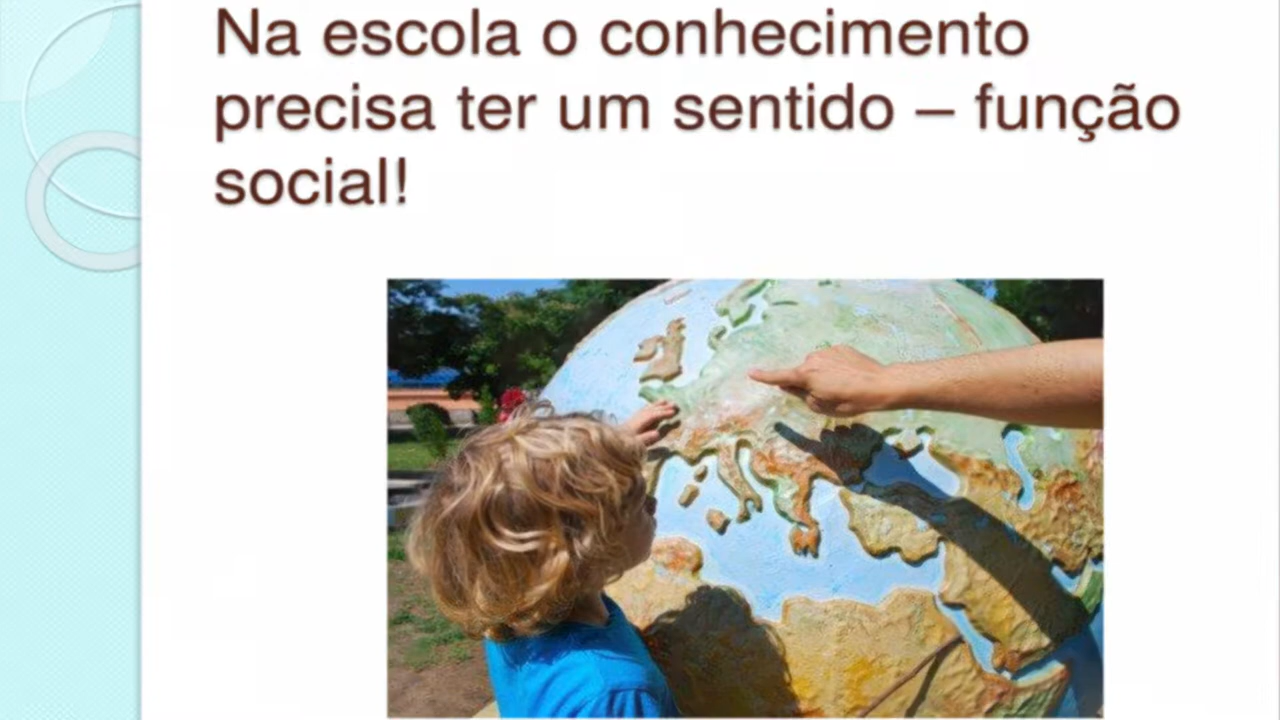 Na escola o conhecimento
precisa ter um sentido – função
social!